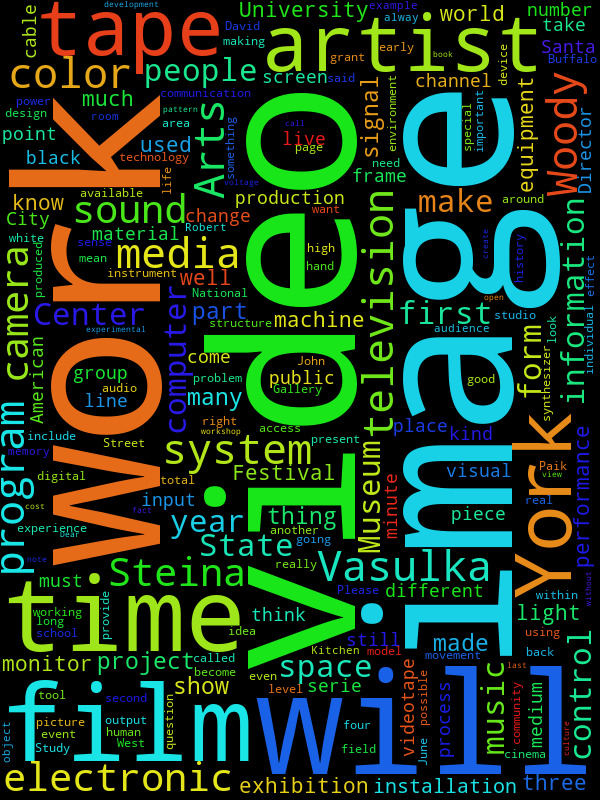 development
tape
artist
University
David
making
example
alway
number
world
take
cable
grant
early
book
device
Santa
Buffalo
color
people
screen
said
channel
power
communication
pattern
much
design
room
area
Arts
something
call
live
page
signal
environment
special
important
equipment
Woody
Director
point
black
used
technology
frame
need
know
available
life
voltage
production
want
make
around
City
sound
change
white
material
Robert
sense
mean
produced
media
instrument
well
high
hand
television
history
create
open
information
individual
effect
work
video
image
camera
Center
National
structure
machine
first
studio
audience
experimental
computer
part
American
group
audio
line
come
problem
John
public
Gallery
many
good
form
synthesizer
look
place
kind
Street
right
workshop
access
present
include
memory
system
Museum
Festival
visual
York
Paik
view
real
performance
program
digital
cost
total
input
minute
experience
fact
year
thing
another
piece
Dear
note
State
going
really
Steina
Vasulka
without
must
Please
different
within
light
time
working
long
school
provide
think
idea
still
Kitchen
model
made
using
back
movement
monitor
project
called
become
even
space
level
serie
show
videotape
possible
music
last
community
medium
control
film
will
tool
second
picture
event
Study
output
human
West
question
object
four
field
June
process
cinema
culture
electronic
exhibition
installation
three